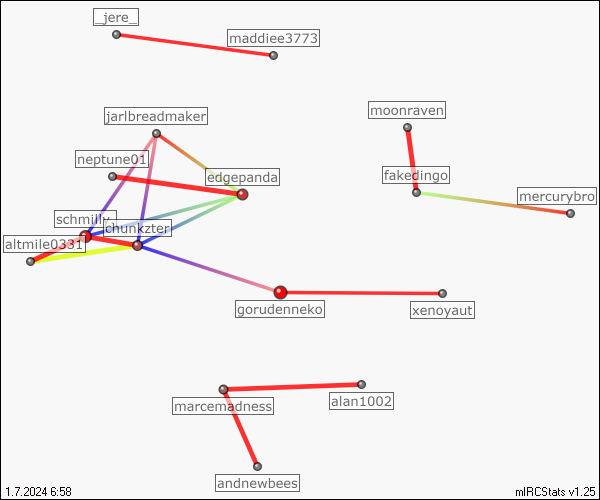 _jere_
maddiee3773
moonraven
jarlbreadmaker
neptune01
edgepanda
fakedingo
mercurybro
schmilly
chunkzter
altmile0331
gorudenneko
xenoyaut
marcemadness
alan1002
andnewbees
1.7.2024 6:58
mIRCStats v1.25